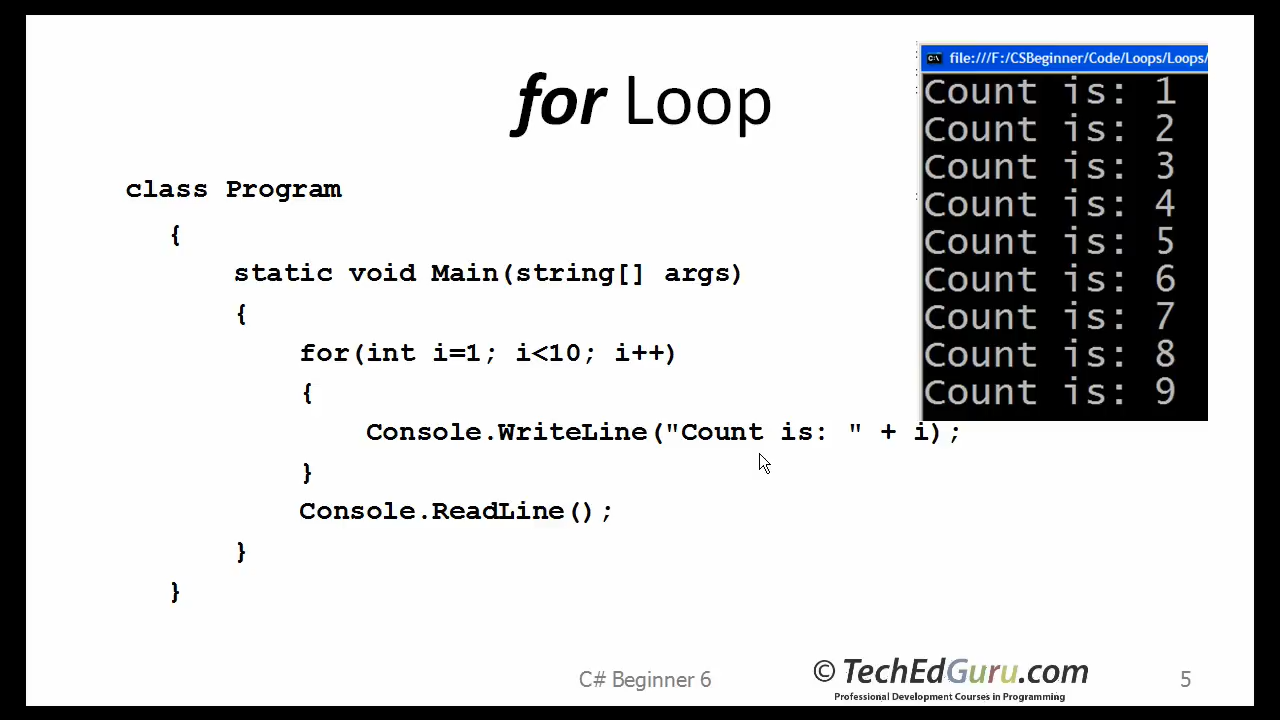 for Loop
class Program
{
static void Main(string[] args)
{
for(int i=1; i<10; i++)
{
Console.WriteLine("Count is: " + i);
}
Console.ReadLine();
}
}
file:///F:/CSBeginner/Code/Loops/Loops/
Count is: 1
Count is: 2
Count is: 3
Count is: 4
Count is: 5
Count is: 6
Count is: 7
Count is: 8
Count is: 9
C# Beginner 6
© TechEdGuru.com
Professional Development Courses in Programming
5